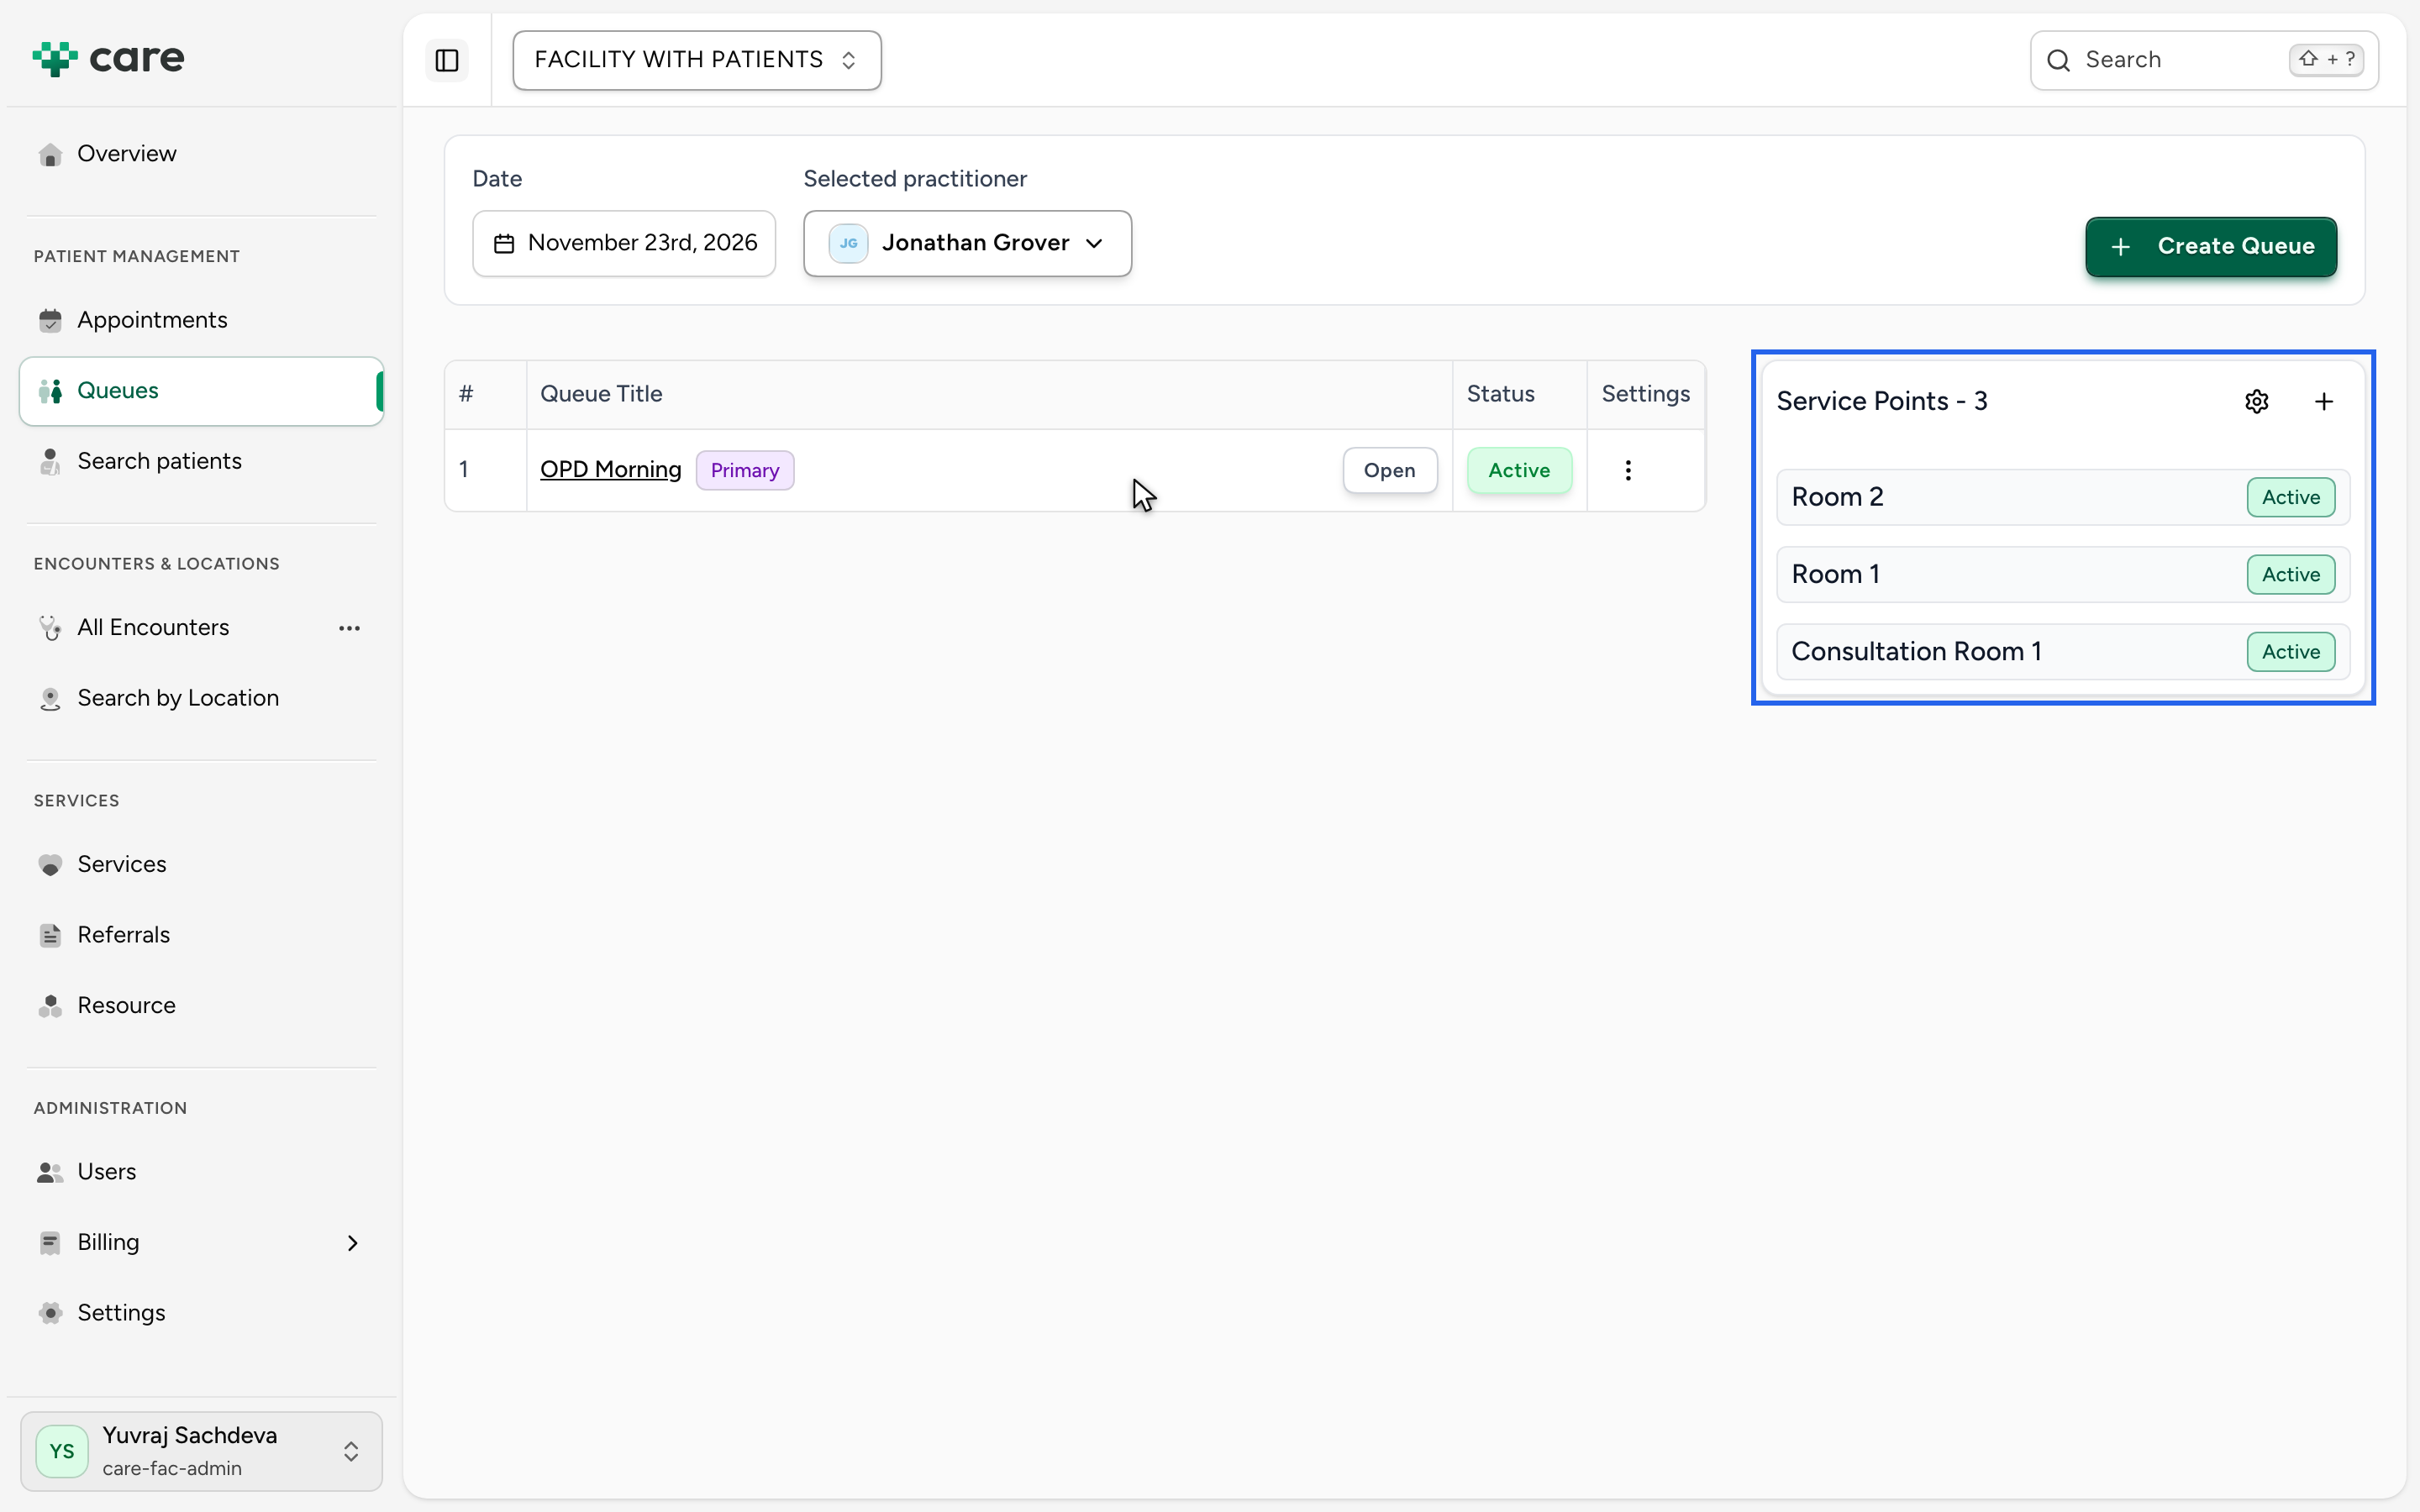 care
FACILITY WITH PATIENTS
Search
+ ?
Overview
PATIENT MANAGEMENT
Appointments
Queues
Search patients
ENCOUNTERS & LOCATIONS
All Encounters
Search by Location
SERVICES
Services
Referrals
Resource
ADMINISTRATION
Users
Billing
Settings
YS
Yuvraj Sachdeva
care-fac-admin
Date
Selected practitioner
November 23rd, 2026
JG Jonathan Grover
+ Create Queue
# Queue Title Status Settings
1 OPD Morning Primary Open Active
Service Points - 3
Room 2 Active
Room 1 Active
Consultation Room 1 Active